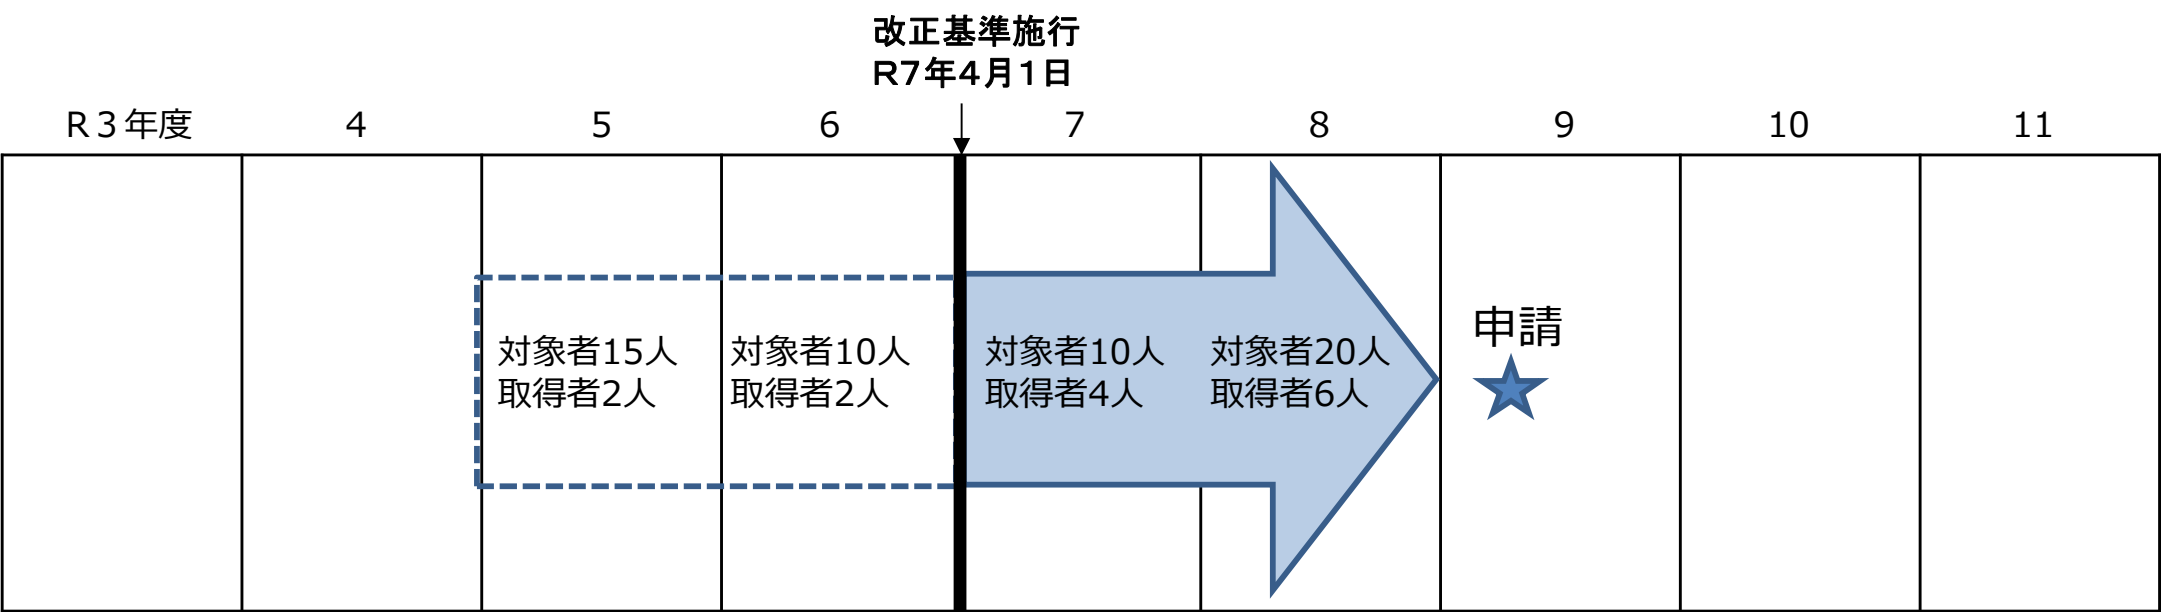 改正基準施行
R7年4月1日
R３年度
4
5
6
7
8
9
10
11
対象者15人
取得者2人
対象者10人
取得者2人
対象者10人
取得者4人
対象者20人
取得者6人
申請